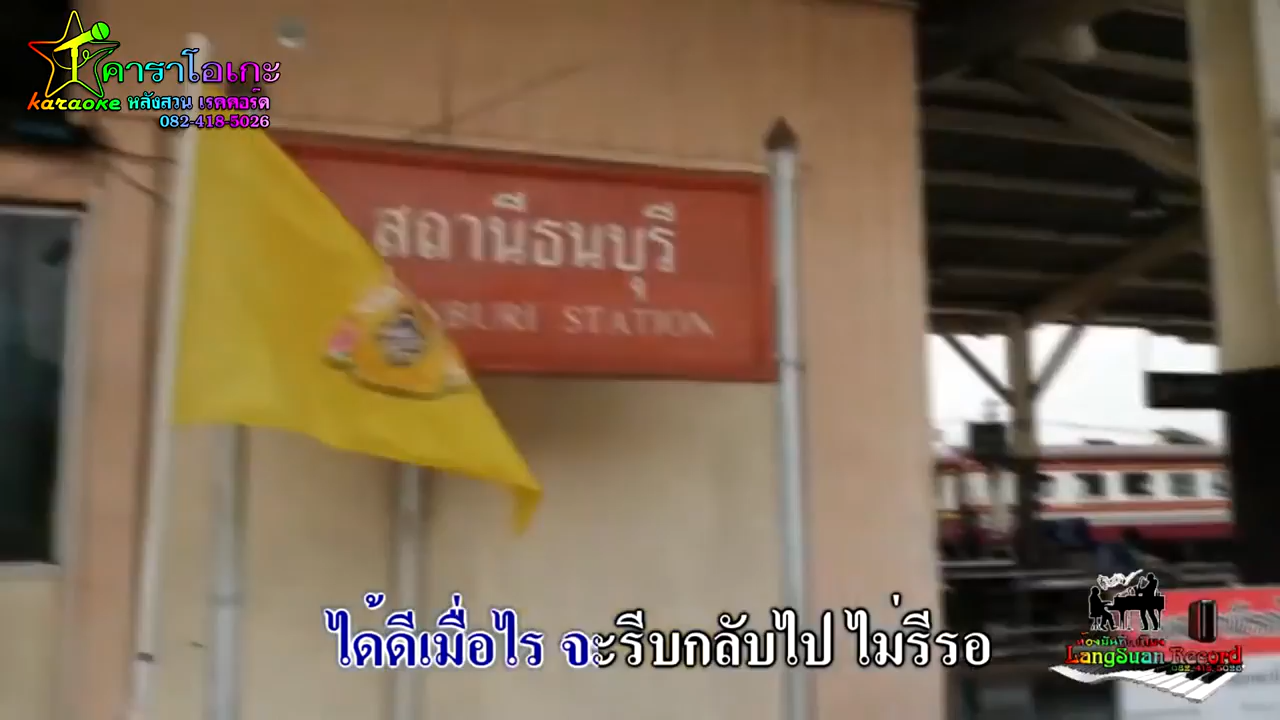 คาราโอเกะ
karaoke หลังสวน เรคคอร์ด
082-418-5026
สถานีธนบุรี
BURI STATION
ได้ดีเมื่อไร จะรีบกลับไป ไม่รีรอ
LangSuan Record